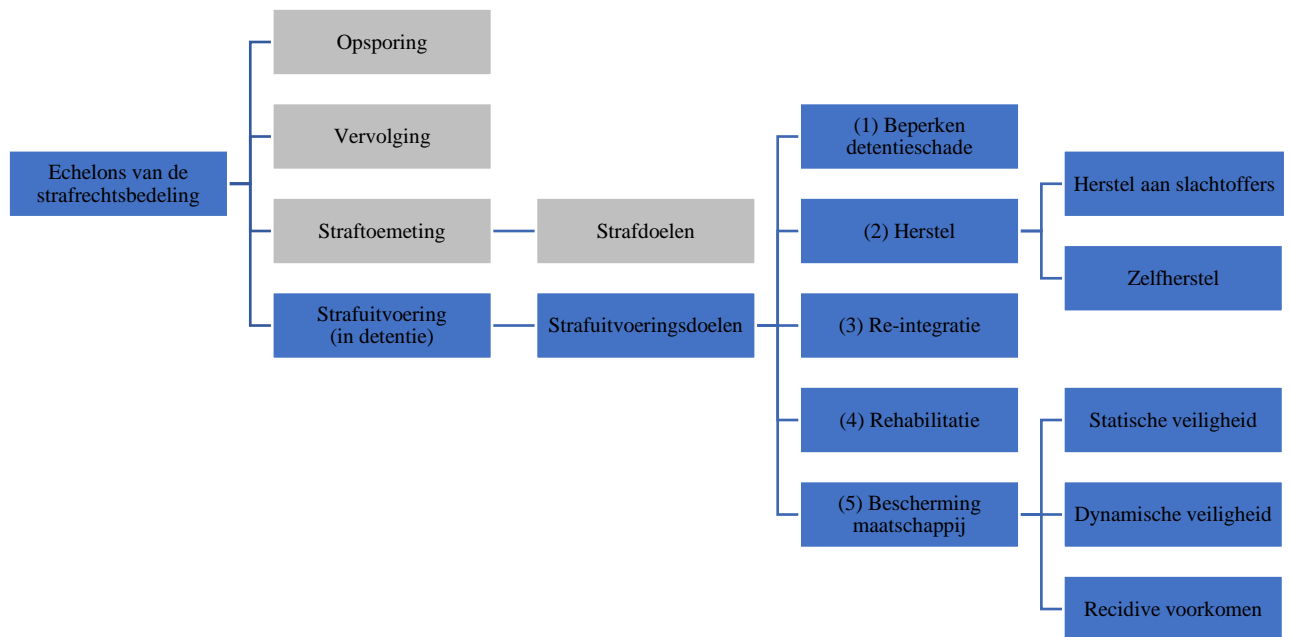 Echelons van de
strafrechtsbedeling
Opsporing
Vervolging
Straftoemeting
Strafuitvoering
(in detentie)
Strafdoelen
Strafuitvoeringsdoelen
(1) Beperken
detentieschade
(2) Herstel
(3) Re-integratie
(4) Rehabilitatie
(5) Bescherming
maatschappij
Herstel aan slachtoffers
Zelfherstel
Statische veiligheid
Dynamische veiligheid
Recidive voorkomen